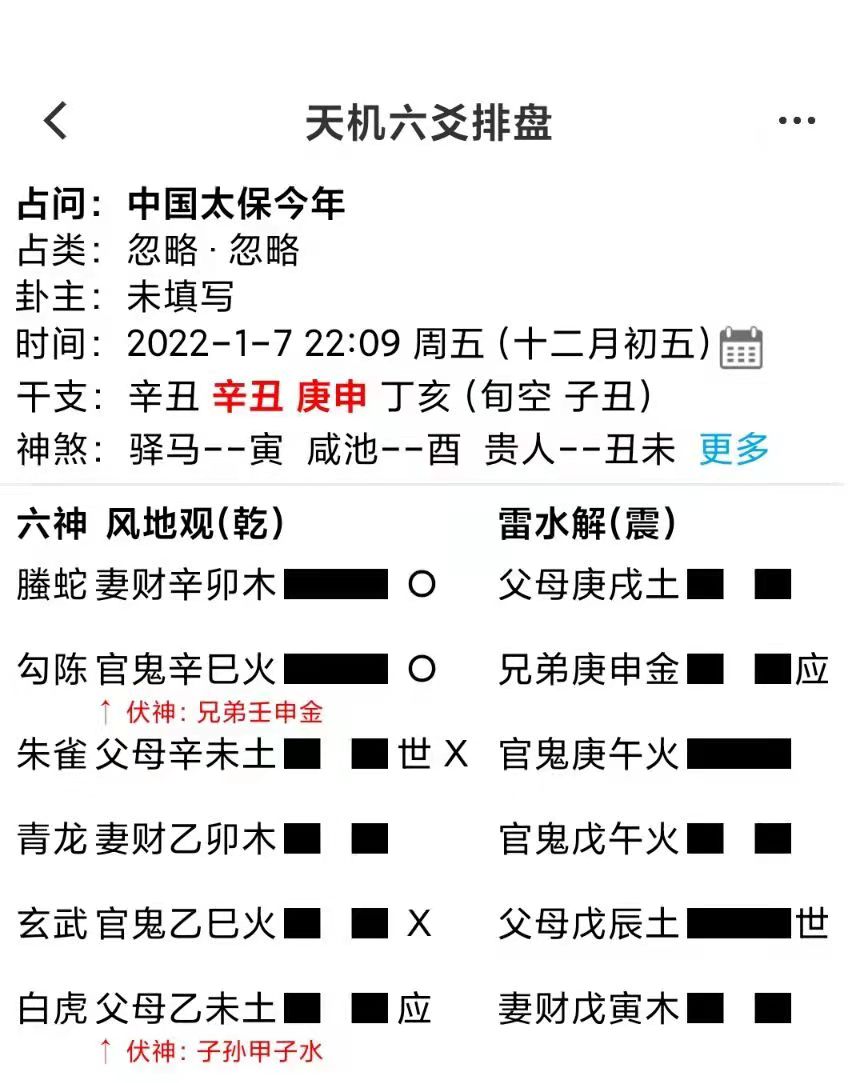 天机六爻排盘
占问：中国太保今年
占类：忽略·忽略
卦主：未填写
时间：2022-1-7 22:09 周五（十二月初五）
干支：辛丑 辛丑 庚申 丁亥（旬空 子丑）
神煞：驿马--寅 咸池--酉 贵人--丑未 更多
六神 风地观(乾) 雷水解(震)
螣蛇 妻财辛卯木 O 父母庚戌土
勾陈 官鬼辛巳火 O 兄弟庚申金 应
↑ 伏神：兄弟壬申金
朱雀 父母辛未土 世 X 官鬼庚午火
青龙 妻财乙卯木 官鬼戊午火
玄武 官鬼乙巳火 X 父母戊辰土 世
白虎 父母乙未土 应 妻财戊寅木
↑ 伏神：子孙甲子水